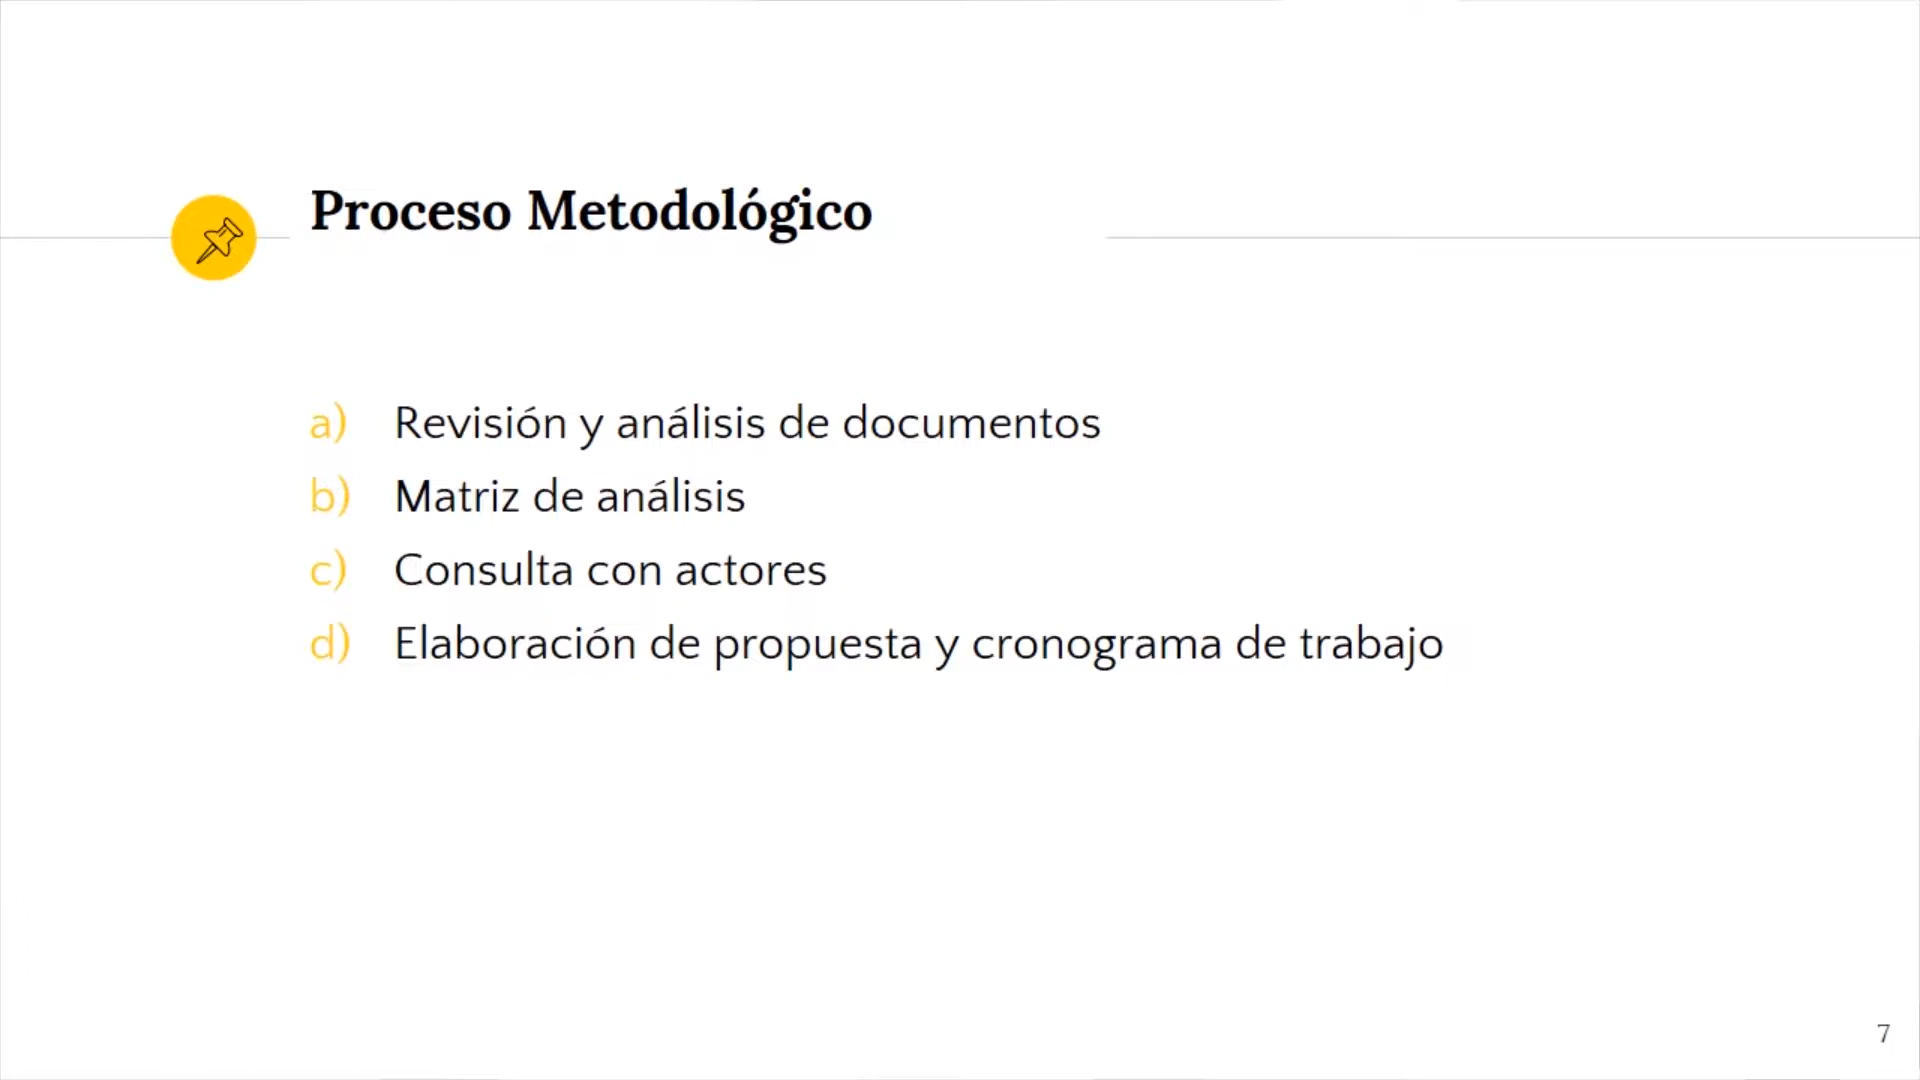 Proceso Metodológico
a) Revisión y análisis de documentos
b) Matriz de análisis
c) Consulta con actores
d) Elaboración de propuesta y cronograma de trabajo
7